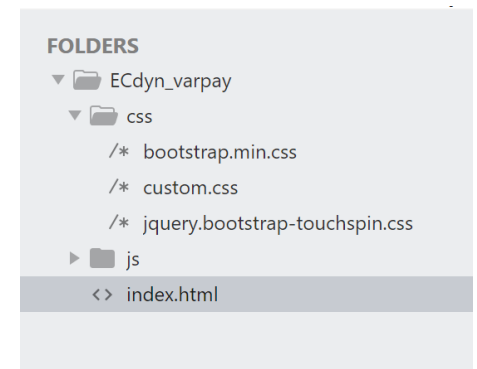 FOLDERS
ECdyn_varpay
css
/* bootstrap.min.css
/* custom.css
/* jquery.bootstrap-touchspin.css
js
<> index.html